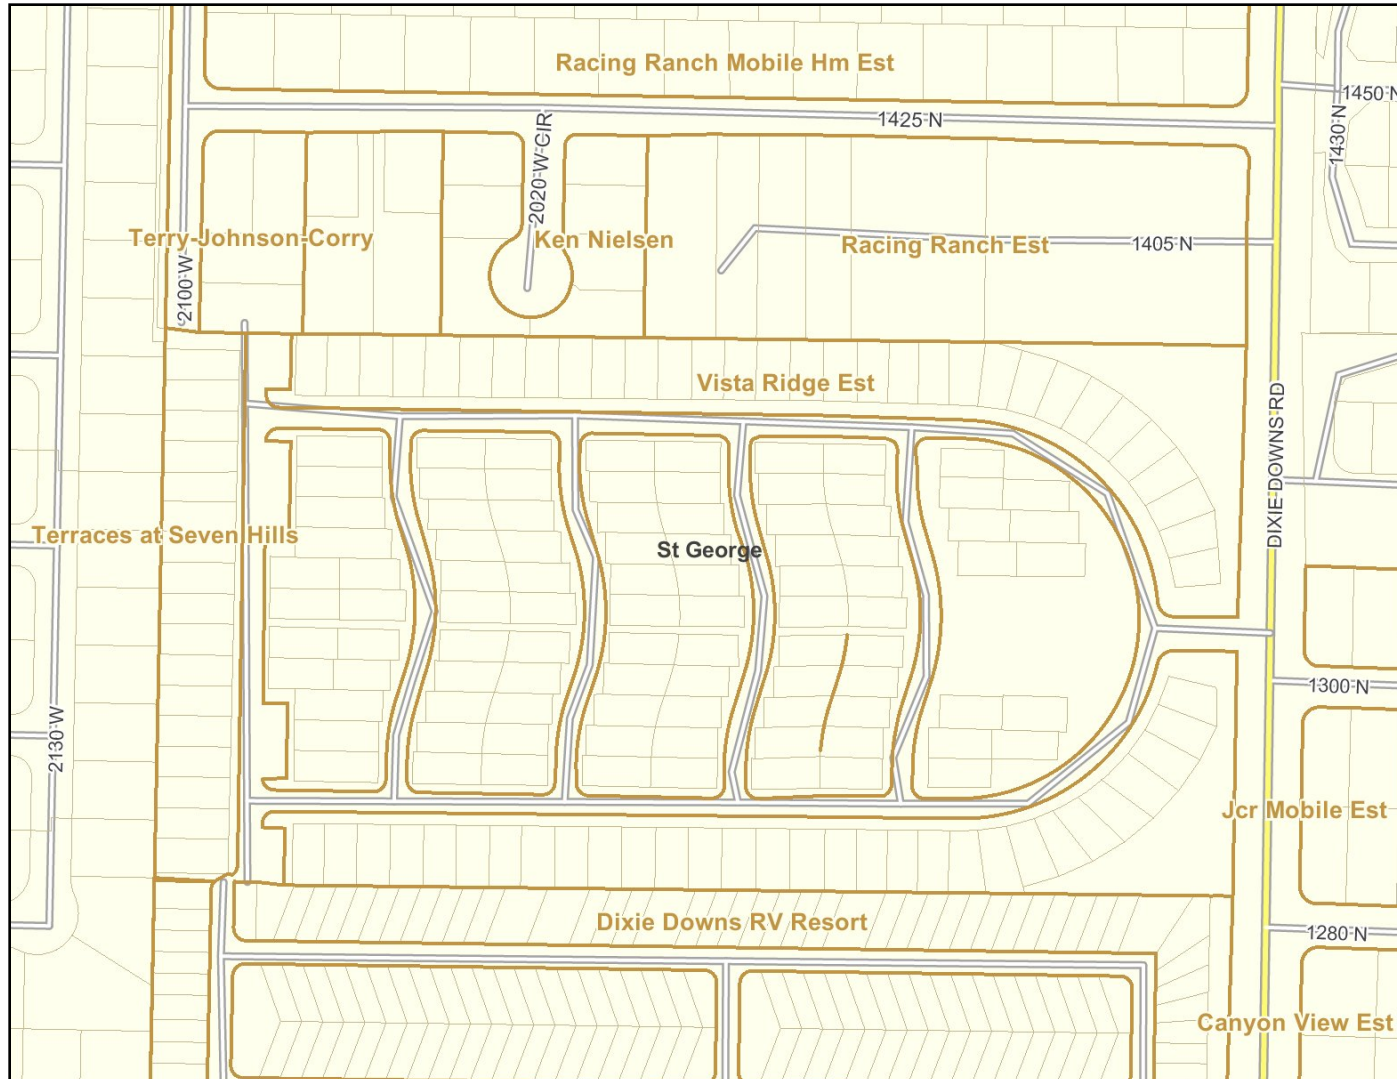 Racing Ranch Mobile Hm Est
1450 N
1425 N
1430 N
2020 W CIR
Terry-Johnson-Corry
Ken Nielsen
Racing Ranch Est
1405 N
2100 W
Vista Ridge Est
DIXIE DOWNS RD
Terraces at Seven Hills
St George
1300 N
2130 W
Jcr Mobile Est
Dixie Downs RV Resort
1280 N
Canyon View Est